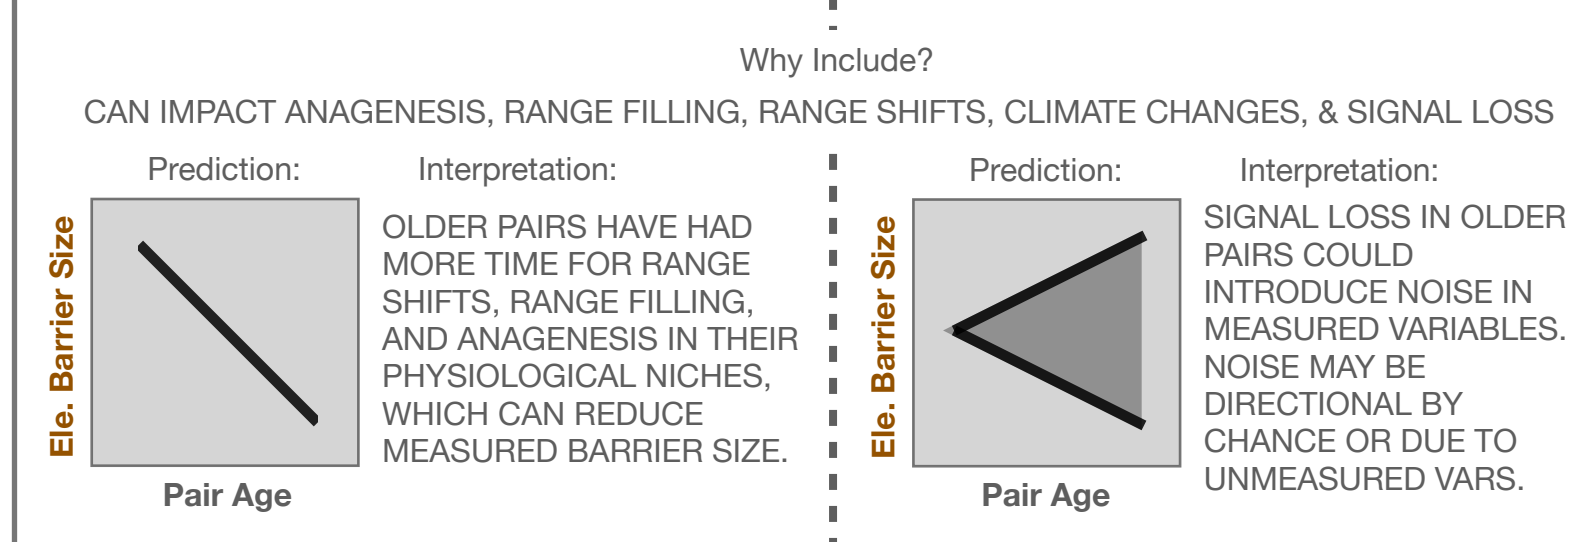 Why Include?
CAN IMPACT ANAGENESIS, RANGE FILLING, RANGE SHIFTS, CLIMATE CHANGES, & SIGNAL LOSS
Prediction:
Interpretation:
Ele. Barrier Size
OLDER PAIRS HAVE HAD
MORE TIME FOR RANGE
SHIFTS, RANGE FILLING,
AND ANAGENESIS IN THEIR
PHYSIOLOGICAL NICHES,
WHICH CAN REDUCE
MEASURED BARRIER SIZE.
Pair Age
Prediction:
Interpretation:
Ele. Barrier Size
SIGNAL LOSS IN OLDER
PAIRS COULD
INTRODUCE NOISE IN
MEASURED VARIABLES.
NOISE MAY BE
DIRECTIONAL BY
CHANCE OR DUE TO
UNMEASURED VARS.
Pair Age